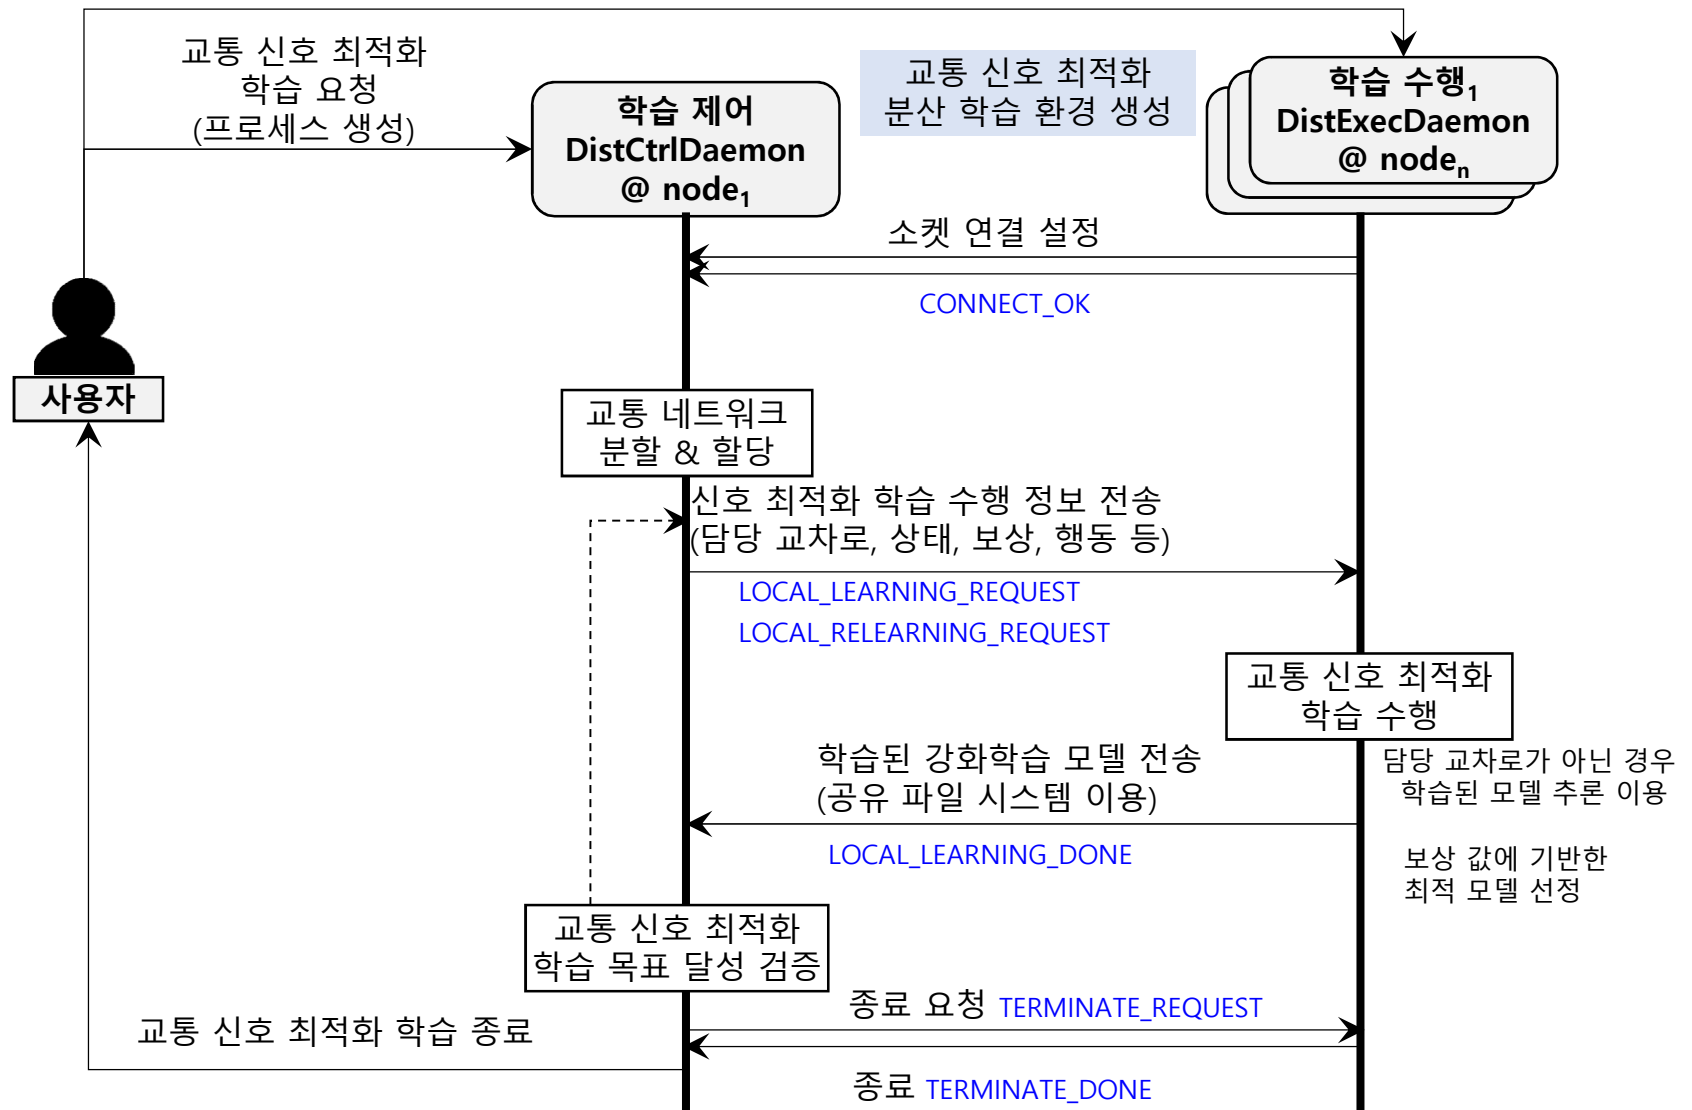 교통 신호 최적화
학습 요청
(프로세스 생성)
학습 제어
DistCtrlDaemon
@ node1
교통 신호 최적화
분산 학습 환경 생성
학습 수행1
DistExecDaemon
@ noden
소켓 연결 설정
CONNECT_OK
사용자
교통 네트워크
분할 & 할당
신호 최적화 학습 수행 정보 전송
(담당 교차로, 상태, 보상, 행동 등)
LOCAL_LEARNING_REQUEST
LOCAL_RELEARNING_REQUEST
교통 신호 최적화
학습 수행
담당 교차로가 아닌 경우
학습된 모델 추론 이용
학습된 강화학습 모델 전송
(공유 파일 시스템 이용)
LOCAL_LEARNING_DONE
보상 값에 기반한
최적 모델 선정
교통 신호 최적화
학습 목표 달성 검증
종료 요청 TERMINATE_REQUEST
교통 신호 최적화 학습 종료
종료 TERMINATE_DONE